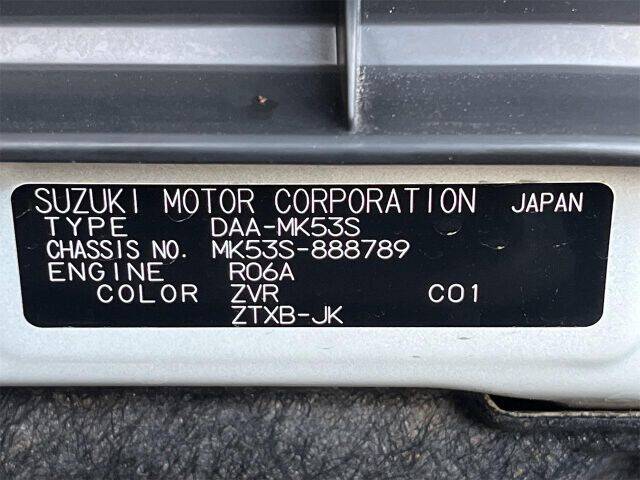 SUZUKI MOTOR CORPORATION JAPAN
TYPE DAA-MK53S
CHASSIS NO. MK53S-888789
ENGINE R06A
COLOR ZVR C01
ZTXB-JK